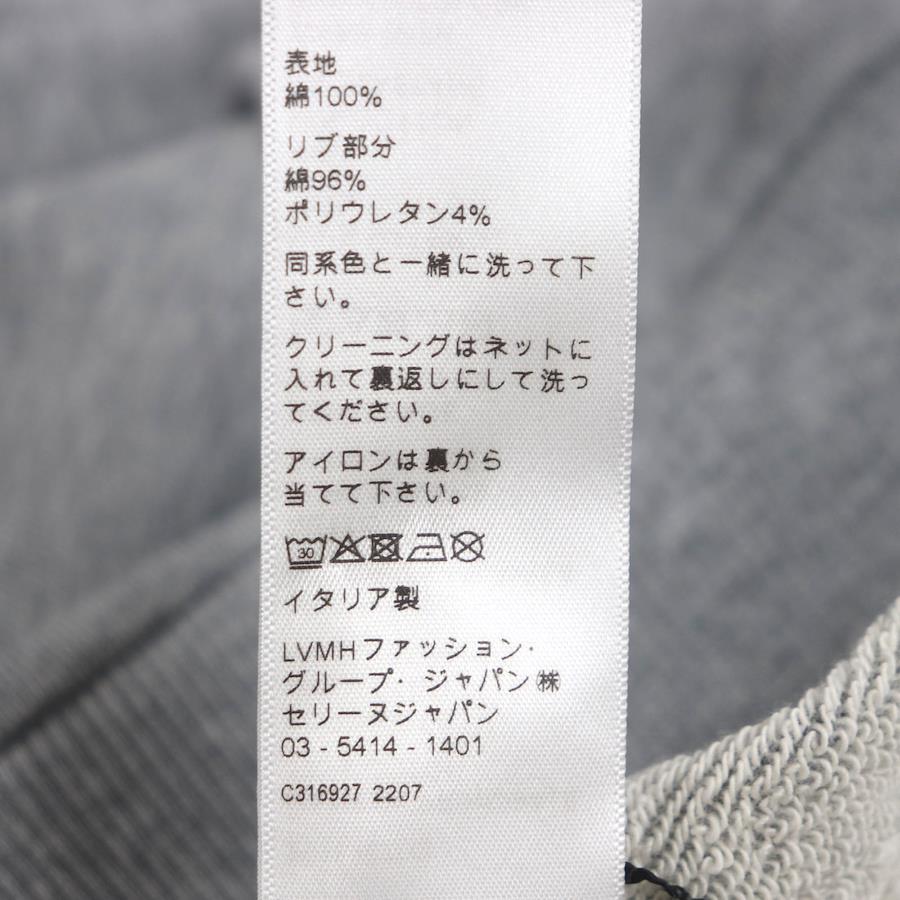 表地
綿100%
リブ部分
綿96%
ポリウレタン4%
同系色と一緒に洗って下
さい。
クリーニングはネットに
入れて裏返しにして洗っ
てください。
アイロンは裏から
当てて下さい。
30
イタリア製
LVMHファッション·
グループ· ジャパン㈱
セリーヌジャパン
03 - 5414 - 1401
C316927 2207